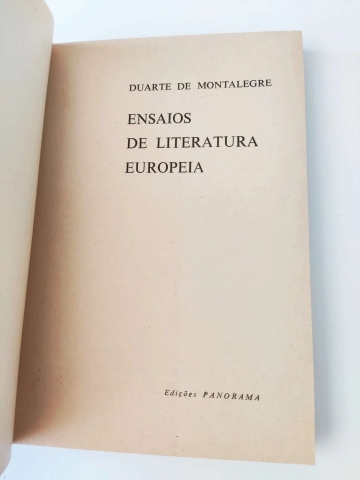 DUARTE DE MONTALEGRE
ENSAIOS
DE LITERATURA
EUROPEIA
Edições PANORAMA